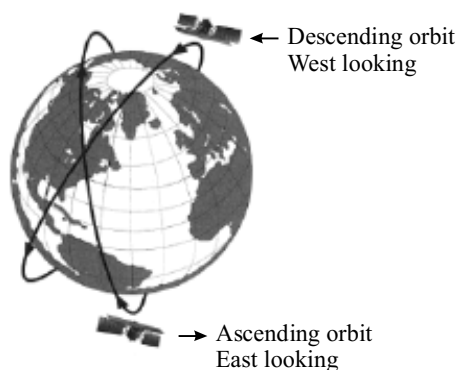 Descending orbit
West looking
Ascending orbit
East looking